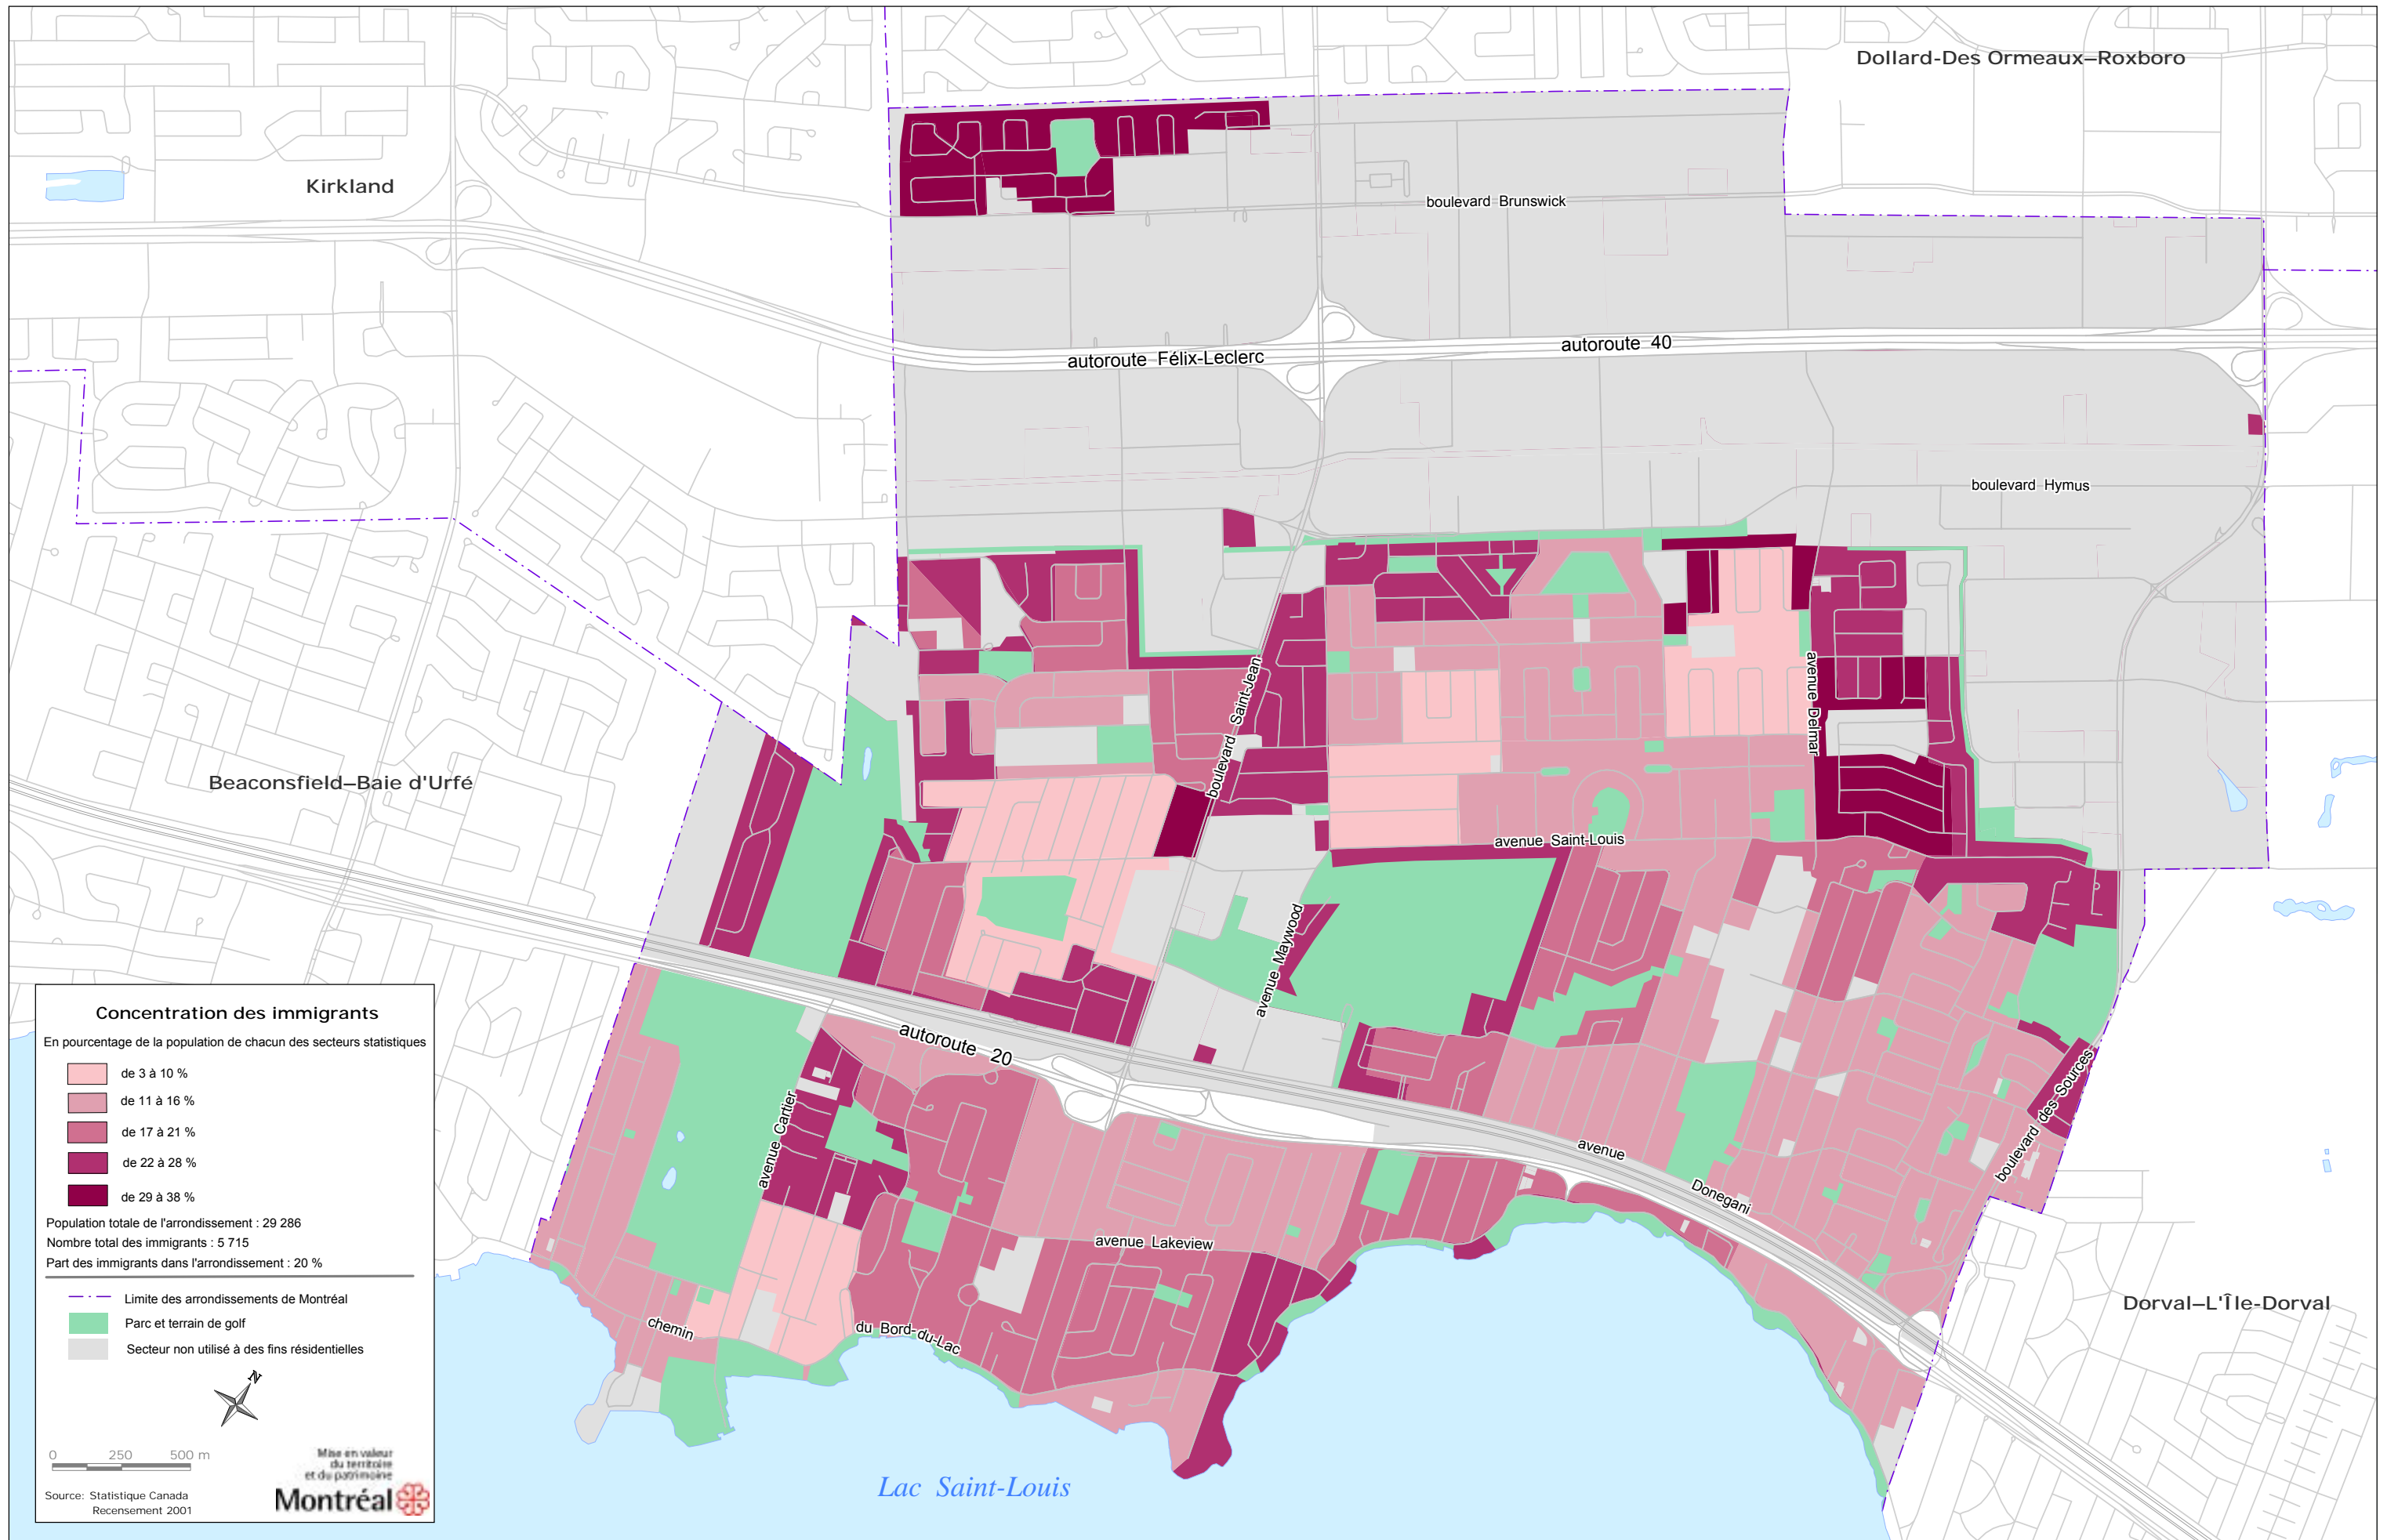 Dollard-Des Ormeaux–Roxboro
Kirkland
boulevard Brunswick
autoroute Félix-Leclerc
autoroute 40
boulevard Hymus
boulevard Saint-Jean
avenue Delmar
Beaconsfield–Baie d'Urfé
avenue Saint-Louis
avenue Maywood
autoroute 20
avenue Cartier
boulevard des Sources
avenue Donegani
avenue Lakeview
chemin du Bord-du-Lac
Dorval–L'Île-Dorval
Lac Saint-Louis
Concentration des immigrants
En pourcentage de la population de chacun des secteurs statistiques
de 3 à 10 %
de 11 à 16 %
de 17 à 21 %
de 22 à 28 %
de 29 à 38 %
Population totale de l'arrondissement : 29 286
Nombre total des immigrants : 5 715
Part des immigrants dans l'arrondissement : 20 %
Limite des arrondissements de Montréal
Parc et terrain de golf
Secteur non utilisé à des fins résidentielles
N
0 250 500 m
Mise en valeur
du territoire
et du patrimoine
Montréal
Source: Statistique Canada
Recensement 2001